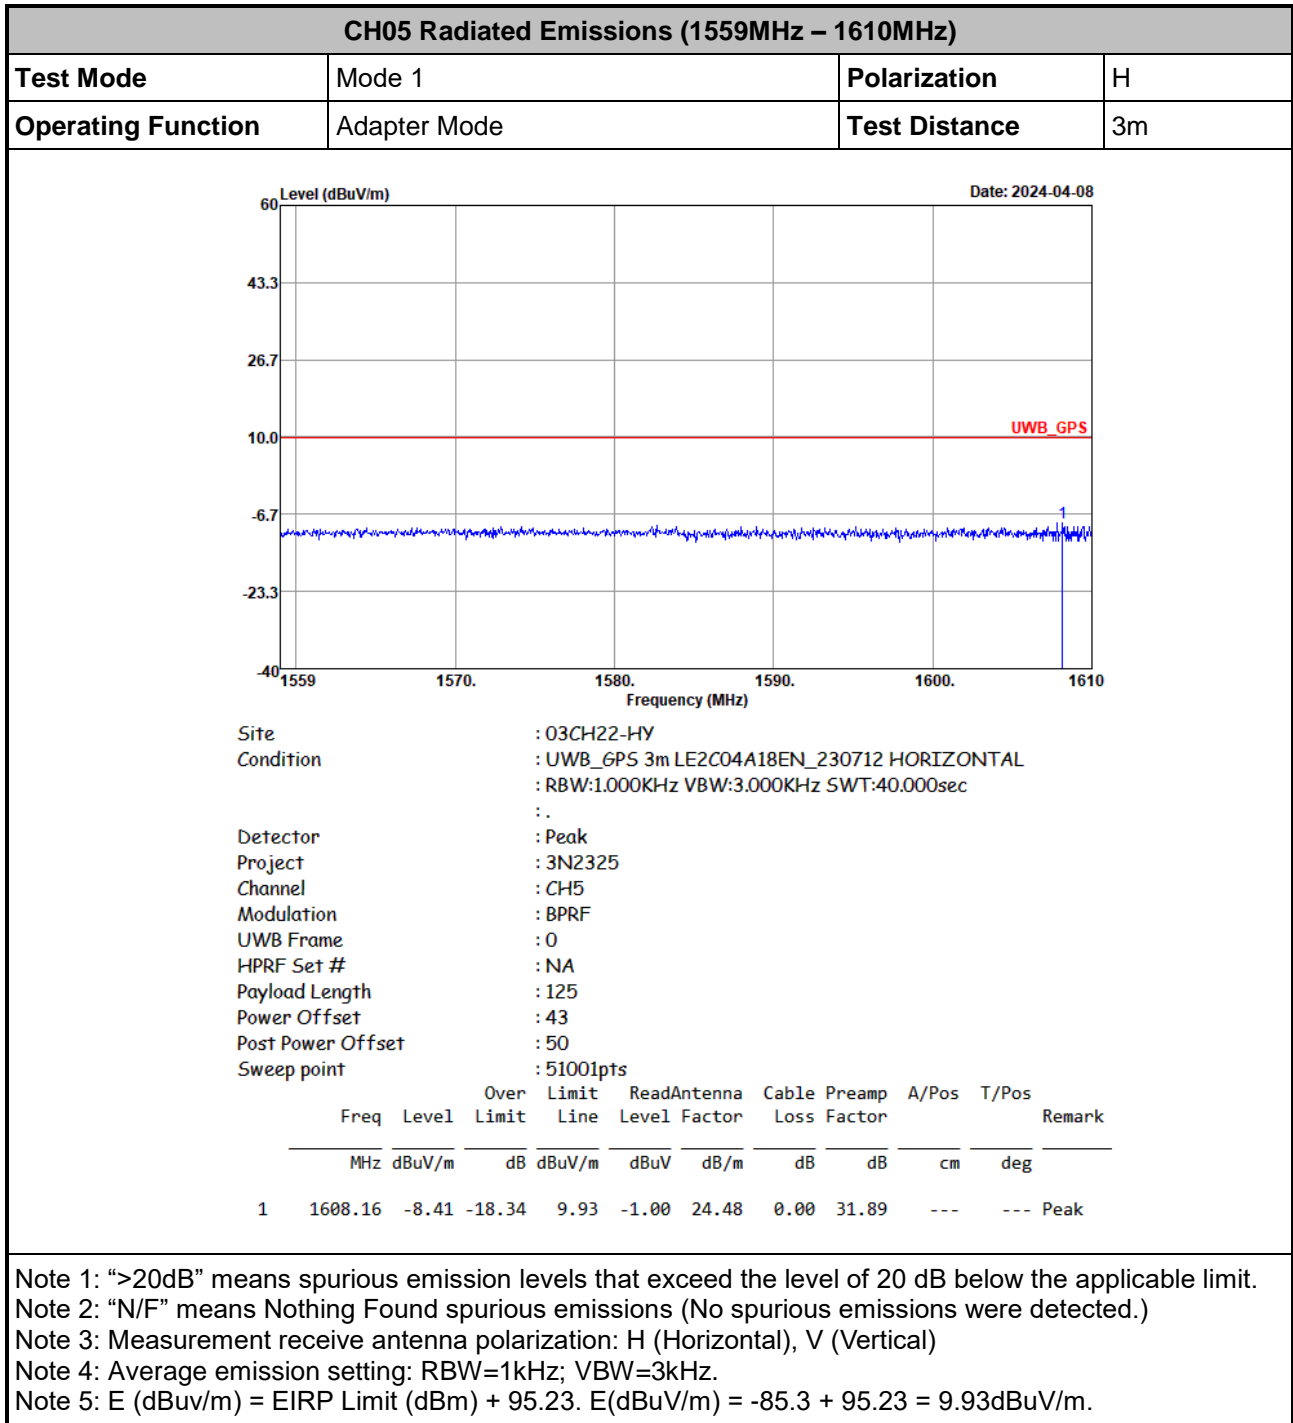 CH05 Radiated Emissions (1559MHz – 1610MHz)
Test Mode Mode 1 Polarization H
Operating Function Adapter Mode Test Distance 3m
Level (dBuV/m) Date: 2024-04-08
60
43.3
26.7
10.0 UWB_GPS
-6.7 1
-23.3
-40
1559 1570. 1580. 1590. 1600. 1610
Frequency (MHz)
Site : 03CH22-HY
Condition : UWB_GPS 3m LE2C04A18EN_230712 HORIZONTAL
: RBW:1.000KHz VBW:3.000KHz SWT:40.000sec
: .
Detector : Peak
Project : 3N2325
Channel : CH5
Modulation : BPRF
UWB Frame : 0
HPRF Set # : NA
Payload Length : 125
Power Offset : 43
Post Power Offset : 50
Sweep point : 51001pts
Over Limit ReadAntenna Cable Preamp A/Pos T/Pos
Freq Level Limit Line Level Factor Loss Factor Remark
MHz dBuV/m dB dBuV/m dBuV dB/m dB dB cm deg
1 1608.16 -8.41 -18.34 9.93 -1.00 24.48 0.00 31.89 --- --- Peak
Note 1: “>20dB” means spurious emission levels that exceed the level of 20 dB below the applicable limit.
Note 2: “N/F” means Nothing Found spurious emissions (No spurious emissions were detected.)
Note 3: Measurement receive antenna polarization: H (Horizontal), V (Vertical)
Note 4: Average emission setting: RBW=1kHz; VBW=3kHz.
Note 5: E (dBuv/m) = EIRP Limit (dBm) + 95.23. E(dBuV/m) = -85.3 + 95.23 = 9.93dBuV/m.